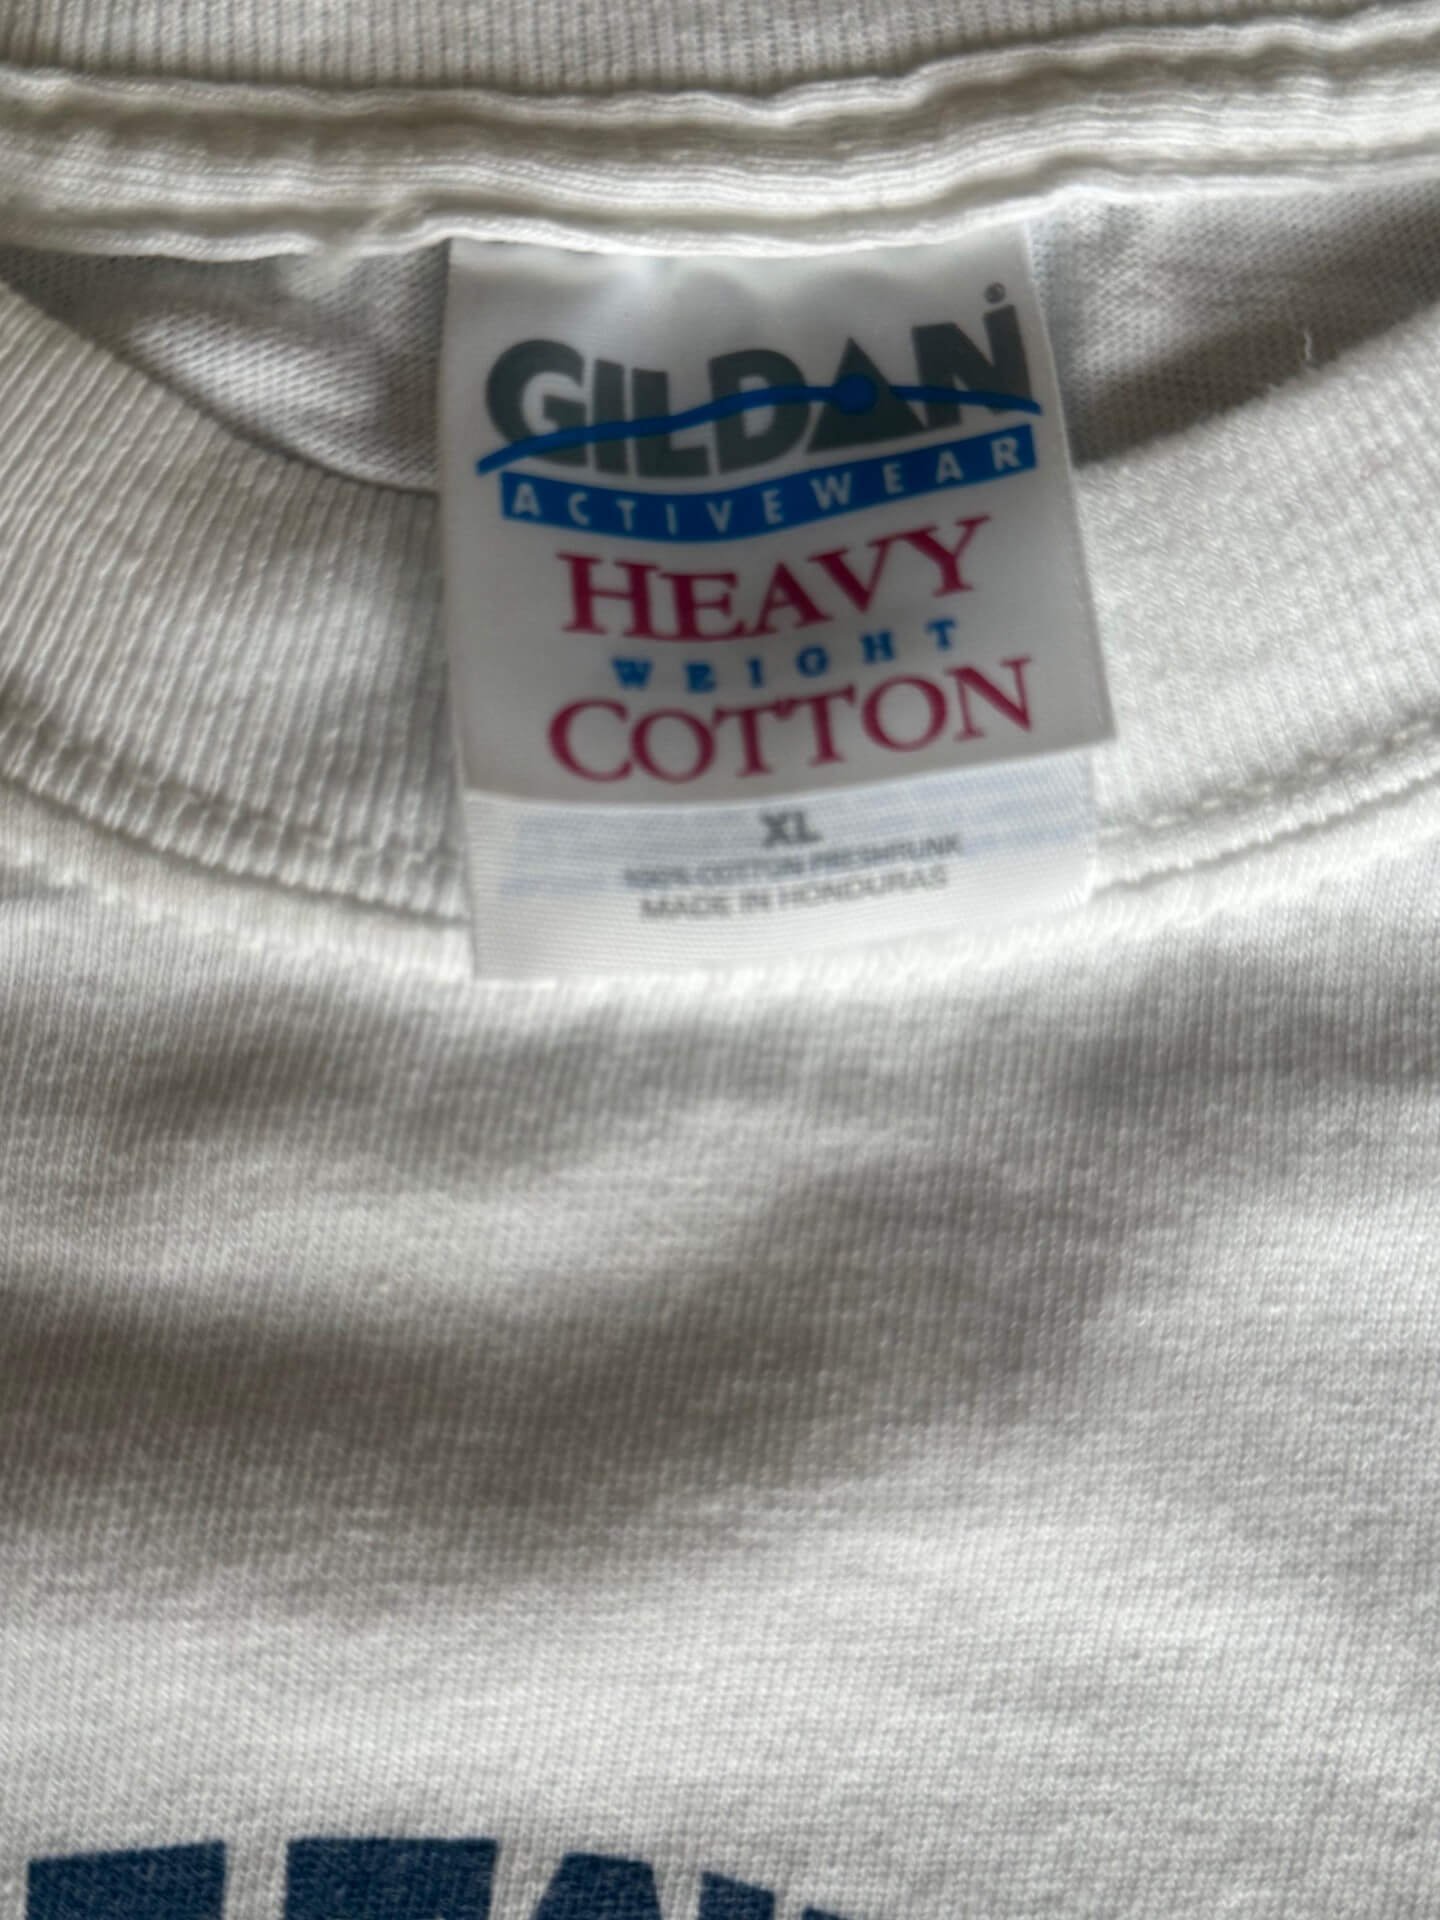 GILDAN®
ACTIVEWEAR
HEAVY
WEIGHT
COTTON
XL
100% COTTON PRESHRUNK
MADE IN HONDURAS